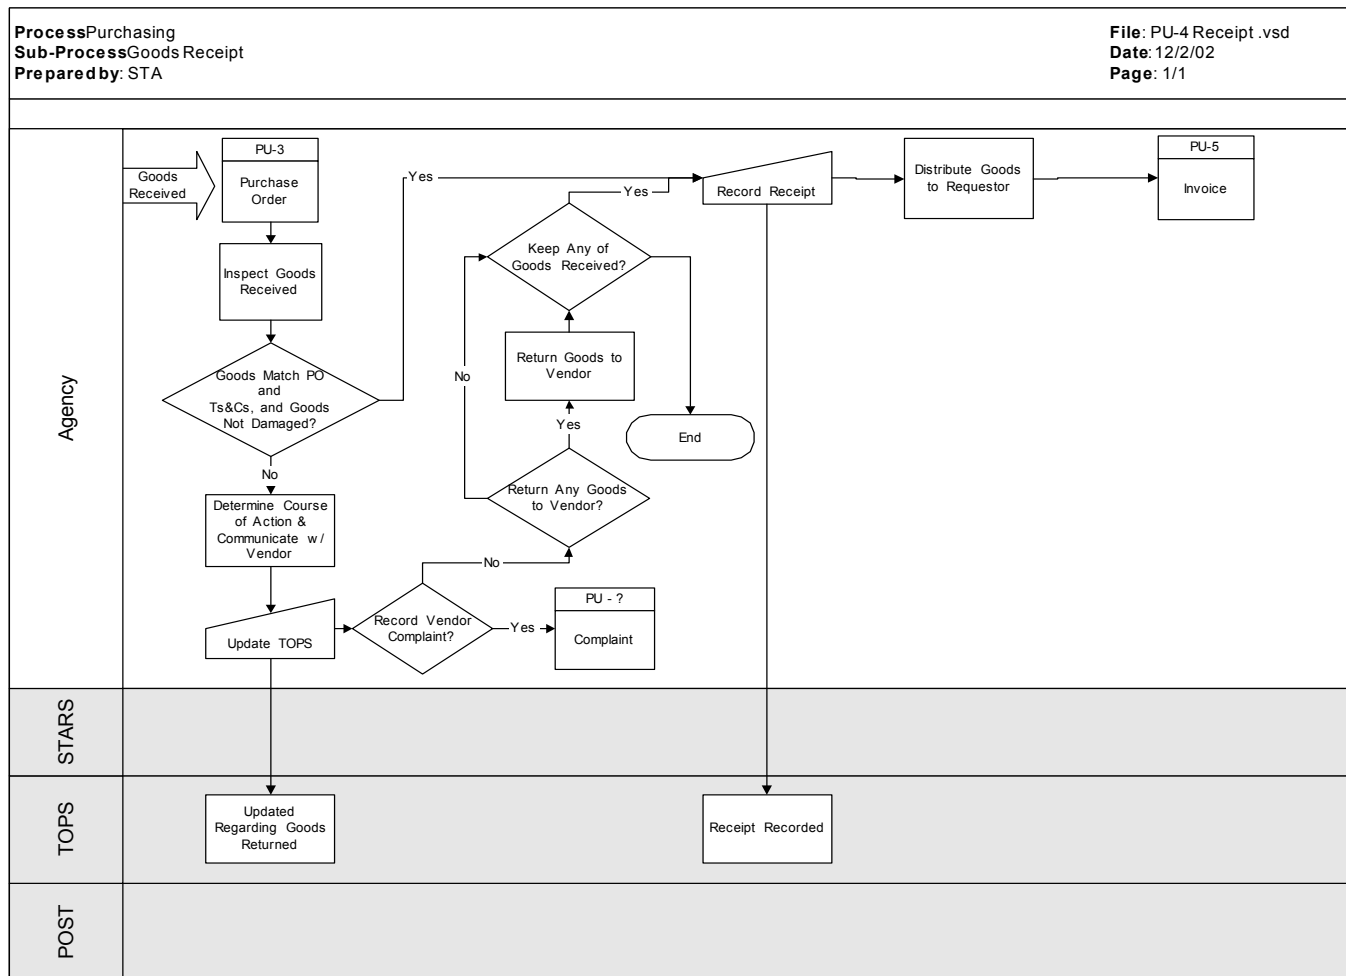 ProcessPurchasing
Sub-ProcessGoods Receipt
Prepared by: STA
File: PU-4 Receipt .vsd
Date: 12/2/02
Page: 1/1
Agency
Goods
Received
PU-3
Purchase
Order
Inspect Goods
Received
Goods Match PO
and
Ts&Cs, and Goods
Not Damaged?
Yes
No
Determine Course
of Action &
Communicate w/
Vendor
Update TOPS
Record Vendor
Complaint?
Yes
PU - ?
Complaint
No
Return Any Goods
to Vendor?
Yes
No
Return Goods to
Vendor
Keep Any of
Goods Received?
Yes
End
Record Receipt
Distribute Goods
to Requestor
PU-5
Invoice
STARS
TOPS
Updated
Regarding Goods
Returned
Receipt Recorded
POST